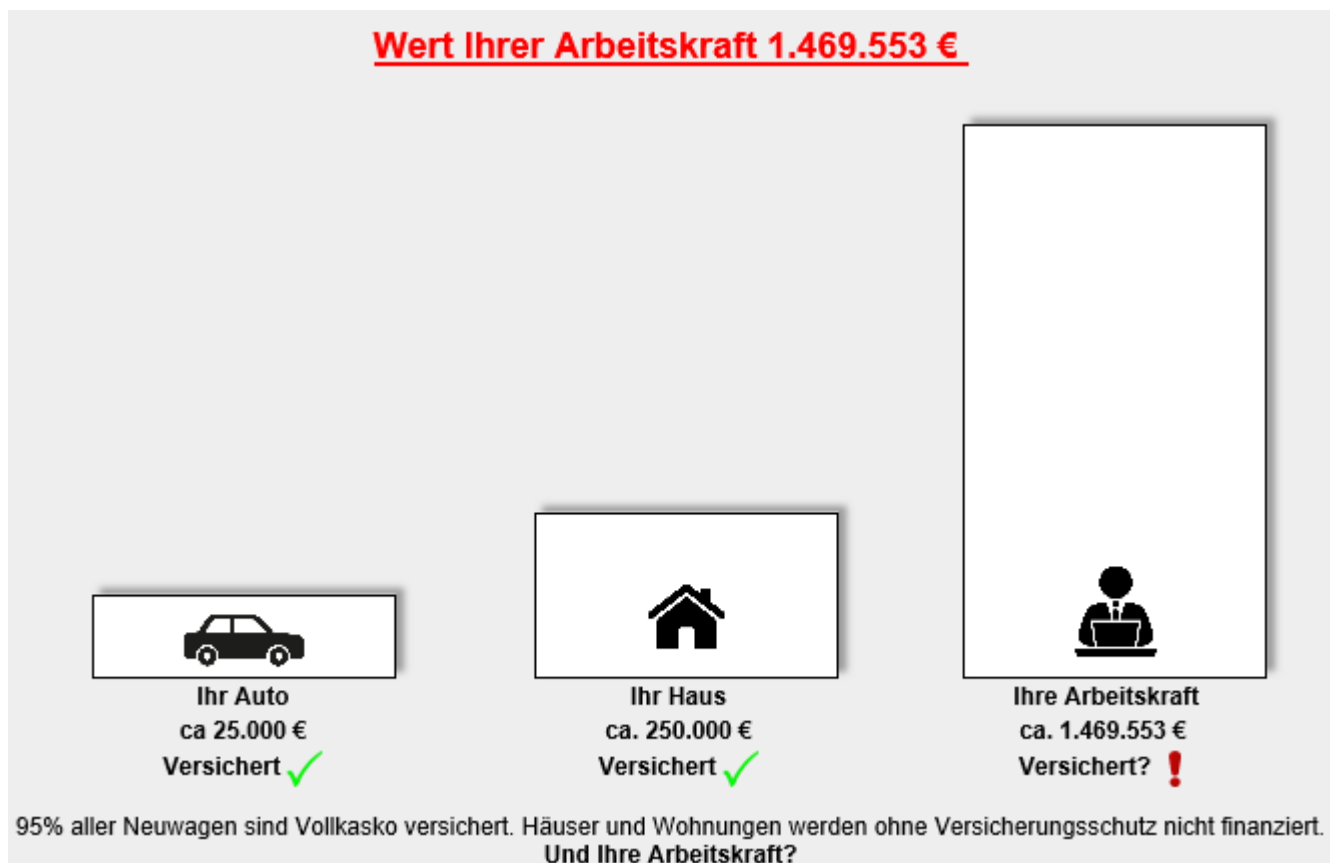 Wert Ihrer Arbeitskraft 1.469.553 €
Ihr Auto
ca 25.000 €
Versichert
Ihr Haus
ca. 250.000 €
Versichert
Ihre Arbeitskraft
ca. 1.469.553 €
Versichert?
95% aller Neuwagen sind Vollkasko versichert. Häuser und Wohnungen werden ohne Versicherungsschutz nicht finanziert.
Und Ihre Arbeitskraft?